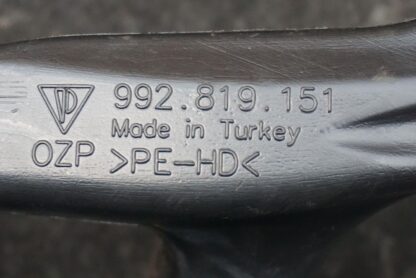 992.819.151
Made in Turkey
OZP >PE-HD<